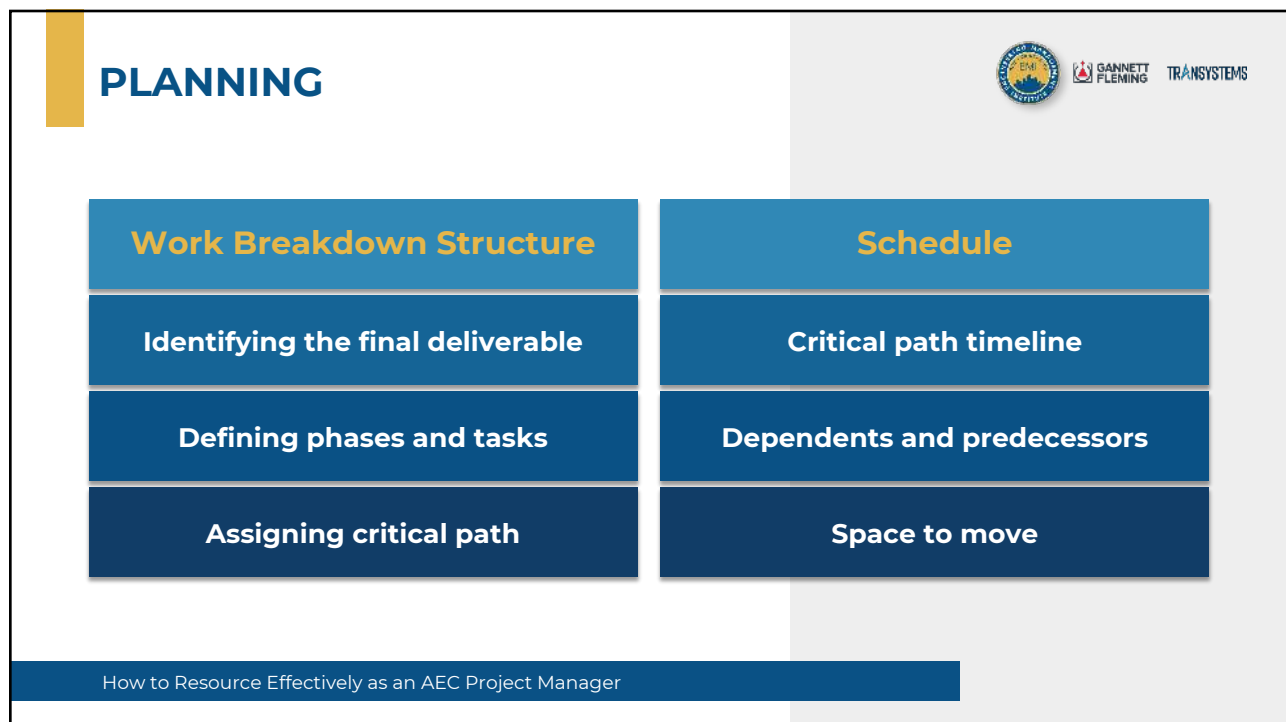 PLANNING
EMI
GANNETT
FLEMING
TRANSYSTEMS
Work Breakdown Structure
Identifying the final deliverable
Defining phases and tasks
Assigning critical path
Schedule
Critical path timeline
Dependents and predecessors
Space to move
How to Resource Effectively as an AEC Project Manager